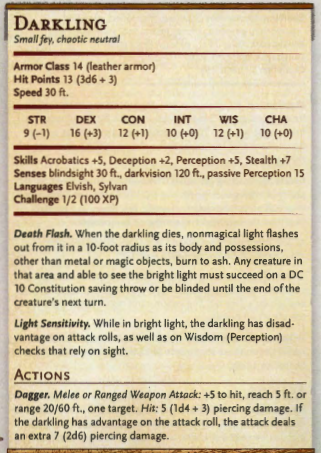 DARKLING
Small fey, chaotic neutral
Armor Class 14 (leather armor)
Hit Points 13 (3d6 + 3)
Speed 30 ft.
STR DEX CON INT WIS CHA
9 (–1) 16 (+3) 12 (+1) 10 (+0) 12 (+1) 10 (+0)
Skills Acrobatics +5, Deception +2, Perception +5, Stealth +7
Senses blindsight 30 ft., darkvision 120 ft., passive Perception 15
Languages Elvish, Sylvan
Challenge 1/2 (100 XP)
Death Flash. When the darkling dies, nonmagical light flashes
out from it in a 10-foot radius as its body and possessions,
other than metal or magic objects, burn to ash. Any creature in
that area and able to see the bright light must succeed on a DC
10 Constitution saving throw or be blinded until the end of the
creature's next turn.
Light Sensitivity. While in bright light, the darkling has disad-
vantage on attack rolls, as well as on Wisdom (Perception)
checks that rely on sight.
ACTIONS
Dagger. Melee or Ranged Weapon Attack: +5 to hit, reach 5 ft. or
range 20/60 ft., one target. Hit: 5 (1d4 + 3) piercing damage. If
the darkling has advantage on the attack roll, the attack deals
an extra 7 (2d6) piercing damage.